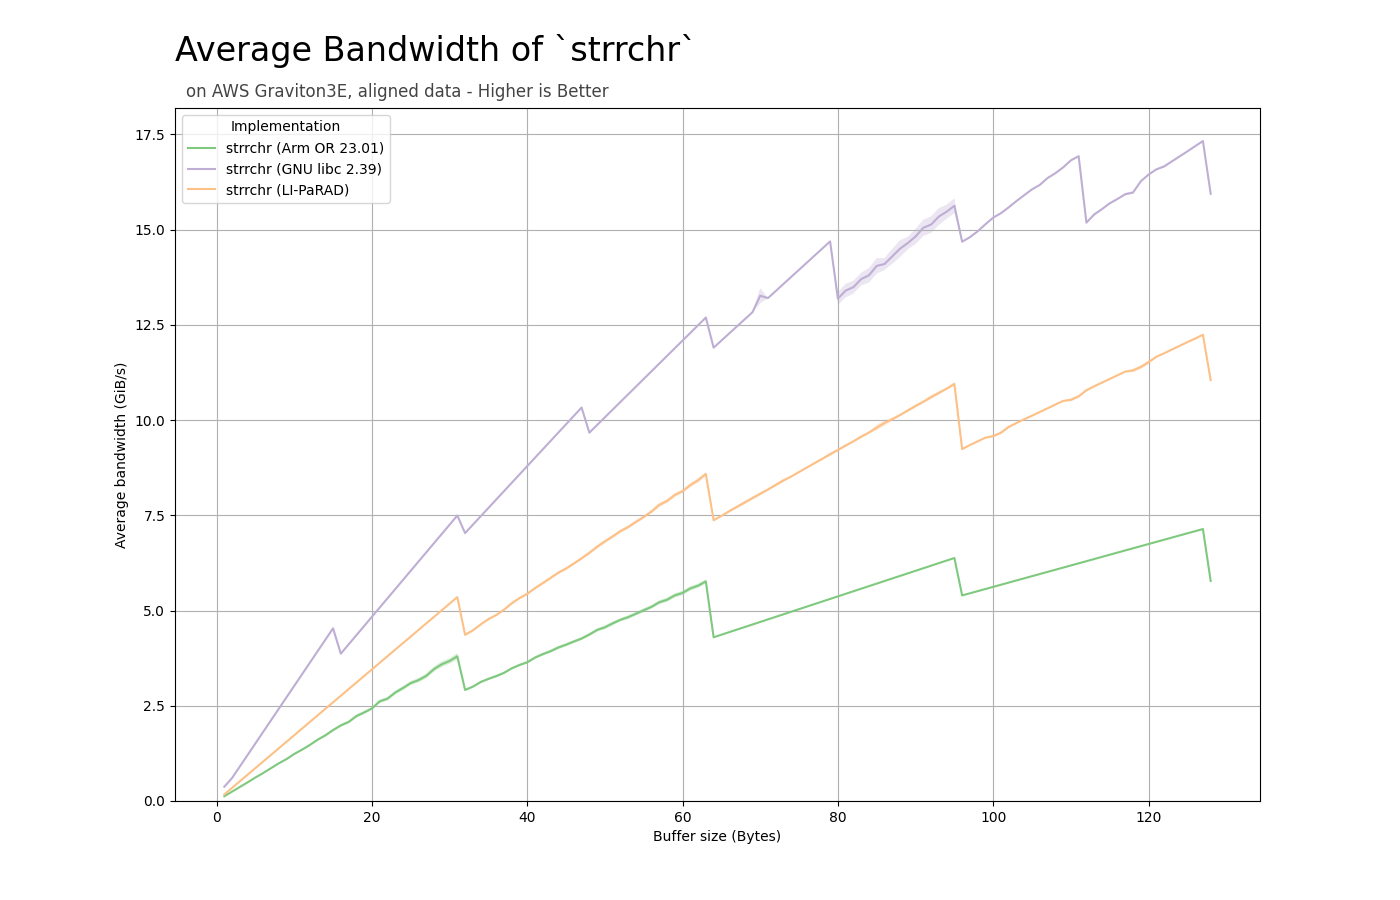 Average Bandwidth of `strrchr`
on AWS Graviton3E, aligned data - Higher is Better
Implementation
strrchr (Arm OR 23.01)
strrchr (GNU libc 2.39)
strrchr (LI-PaRAD)
17.5
15.0
12.5
10.0
7.5
5.0
2.5
0.0
Average bandwidth (GiB/s)
0 20 40 60 80 100 120
Buffer size (Bytes)